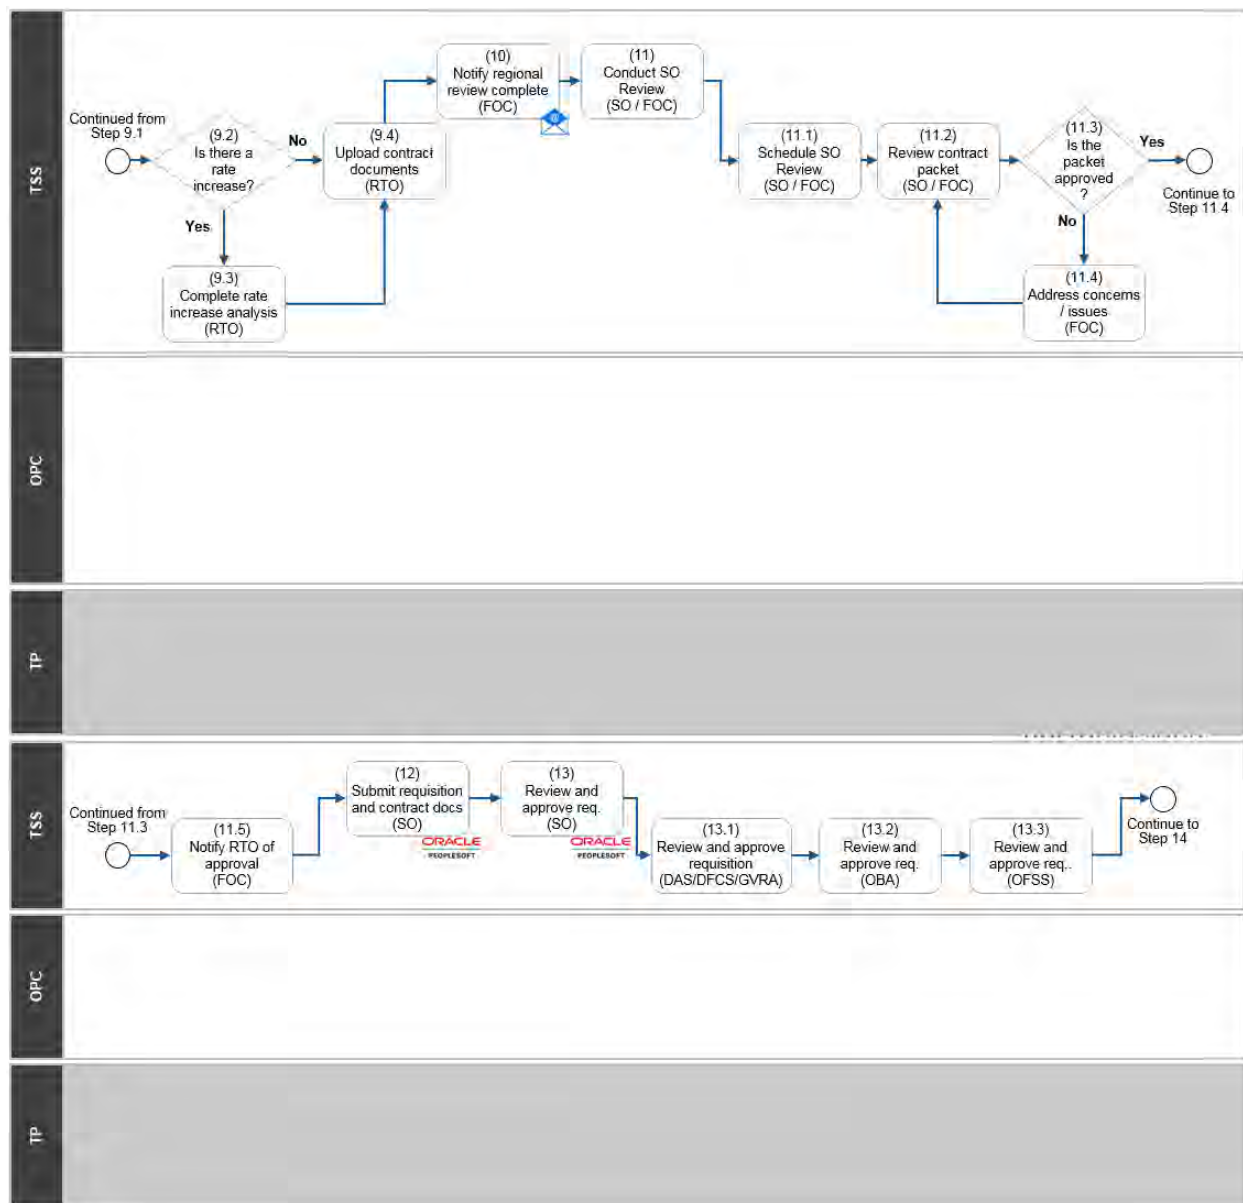 TSS
Continued from
Step 9.1
(9.2)
Is there a
rate
increase?
No
Yes
(9.3)
Complete rate
increase analysis
(RTO)
(9.4)
Upload contract
documents
(RTO)
(10)
Notify regional
review complete
(FOC)
(11)
Conduct SO
Review
(SO / FOC)
(11.1)
Schedule SO
Review
(SO / FOC)
(11.2)
Review contract
packet
(SO / FOC)
(11.3)
Is the
packet
approved
?
Yes
No
Continue to
Step 11.4
(11.4)
Address concerns
/ issues
(FOC)
OPC
TP
TSS
Continued from
Step 11.3
(11.5)
Notify RTO of
approval
(FOC)
(12)
Submit requisition
and contract docs
(SO)
ORACLE
PEOPLESOFT
(13)
Review and
approve req.
(SO)
ORACLE
PEOPLESOFT
(13.1)
Review and approve
requisition
(DAS/DFCS/GVRA)
(13.2)
Review and
approve req.
(OBA)
(13.3)
Review and
approve req..
(OFSS)
Continue to
Step 14
OPC
TP